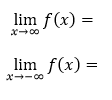 lim f(x) =
x→∞
lim f(x) =
x→−∞